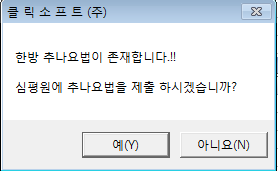 클 릭 소 프 트 (주)
한방 추나요법이 존재합니다.!!
심평원에 추나요법을 제출 하시겠습니까?
예(Y)
아니요(N)